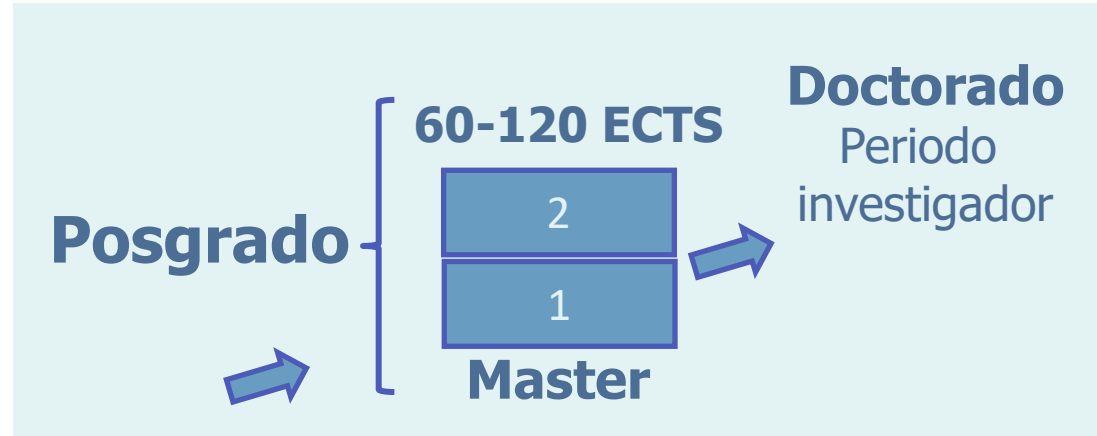 Posgrado
60-120 ECTS
2
1
Master
Doctorado
Periodo
investigador